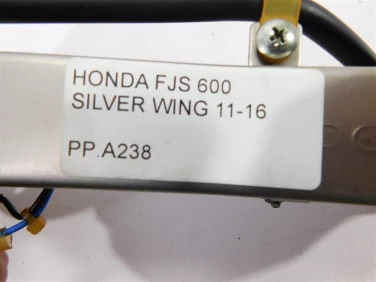 HONDA FJS 600
SILVER WING 11-16
PP.A238